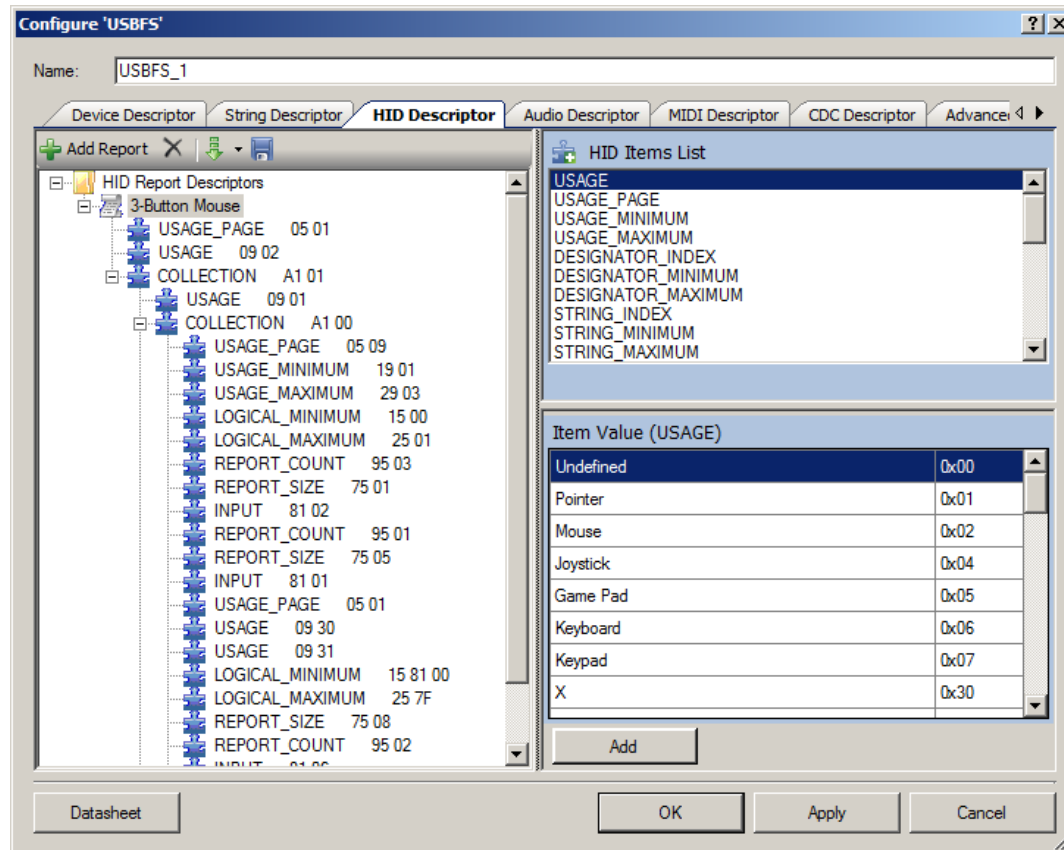 Configure 'USBFS'
Name: USBFS_1
Device Descriptor String Descriptor HID Descriptor Audio Descriptor MIDI Descriptor CDC Descriptor
Add Report
HID Report Descriptors
3-Button Mouse
USAGE_PAGE 05 01
USAGE 09 02
COLLECTION A1 01
USAGE 09 01
COLLECTION A1 00
USAGE_PAGE 05 09
USAGE_MINIMUM 19 01
USAGE_MAXIMUM 29 03
LOGICAL_MINIMUM 15 00
LOGICAL_MAXIMUM 25 01
REPORT_COUNT 95 03
REPORT_SIZE 75 01
INPUT 81 02
REPORT_COUNT 95 01
REPORT_SIZE 75 05
INPUT 81 01
USAGE_PAGE 05 01
USAGE 09 30
USAGE 09 31
LOGICAL_MINIMUM 15 81 00
LOGICAL_MAXIMUM 25 7F
REPORT_SIZE 75 08
REPORT_COUNT 95 02
HID Items List
USAGE
USAGE_PAGE
USAGE_MINIMUM
USAGE_MAXIMUM
DESIGNATOR_INDEX
DESIGNATOR_MINIMUM
DESIGNATOR_MAXIMUM
STRING_INDEX
STRING_MINIMUM
STRING_MAXIMUM
Item Value (USAGE)
Undefined 0x00
Pointer 0x01
Mouse 0x02
Joystick 0x04
Game Pad 0x05
Keyboard 0x06
Keypad 0x07
X 0x30
Add
Datasheet OK Apply Cancel